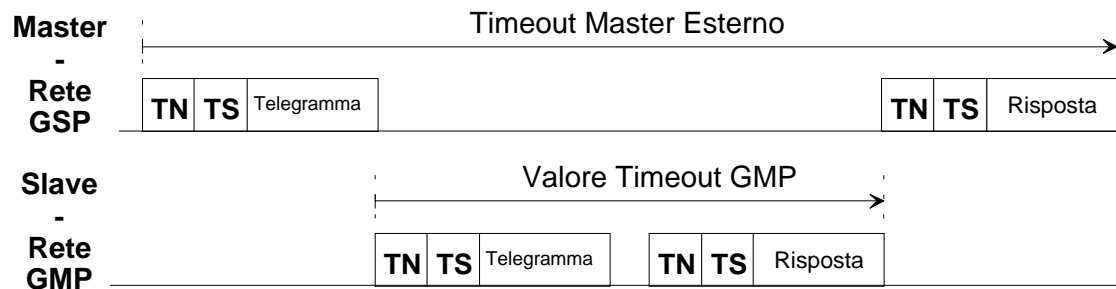 Master
-
Rete
GSP
Timeout Master Esterno
TN TS Telegramma
TN TS Risposta
Slave
-
Rete
GMP
Valore Timeout GMP
TN TS Telegramma
TN TS Risposta